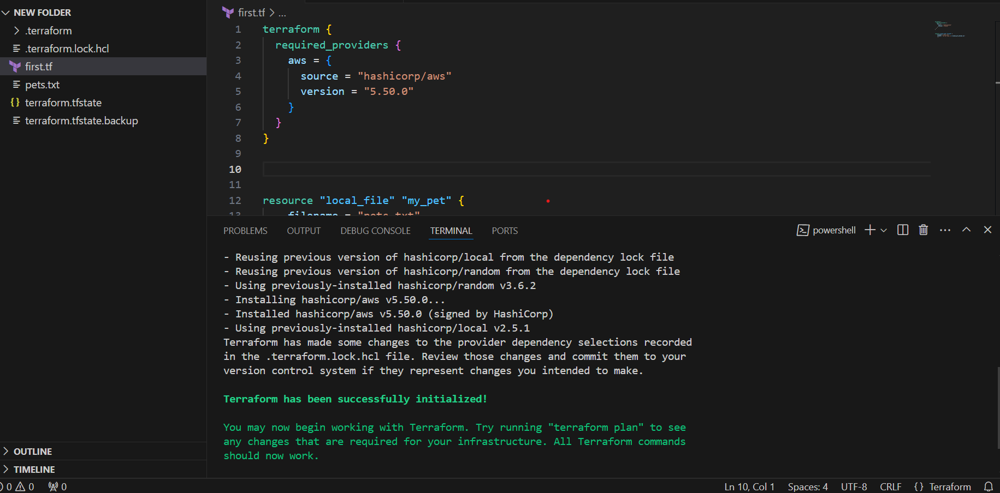 NEW FOLDER
.terraform
.terraform.lock.hcl
first.tf
pets.txt
terraform.tfstate
terraform.tfstate.backup
OUTLINE
TIMELINE
first.tf > ...
1 terraform {
2 required_providers {
3 aws = {
4 source = "hashicorp/aws"
5 version = "5.50.0"
6 }
7 }
8 }
9
10
11
12 resource "local_file" "my_pet" {
13 filename = "pets.txt"
PROBLEMS OUTPUT DEBUG CONSOLE TERMINAL PORTS powershell
- Reusing previous version of hashicorp/local from the dependency lock file
- Reusing previous version of hashicorp/random from the dependency lock file
- Using previously-installed hashicorp/random v3.6.2
- Installing hashicorp/aws v5.50.0...
- Installed hashicorp/aws v5.50.0 (signed by HashiCorp)
- Using previously-installed hashicorp/local v2.5.1
Terraform has made some changes to the provider dependency selections recorded
in the .terraform.lock.hcl file. Review those changes and commit them to your
version control system if they represent changes you intended to make.
Terraform has been successfully initialized!
You may now begin working with Terraform. Try running "terraform plan" to see
any changes that are required for your infrastructure. All Terraform commands
should now work.
0 0 0 Ln 10, Col 1 Spaces: 4 UTF-8 CRLF {} Terraform